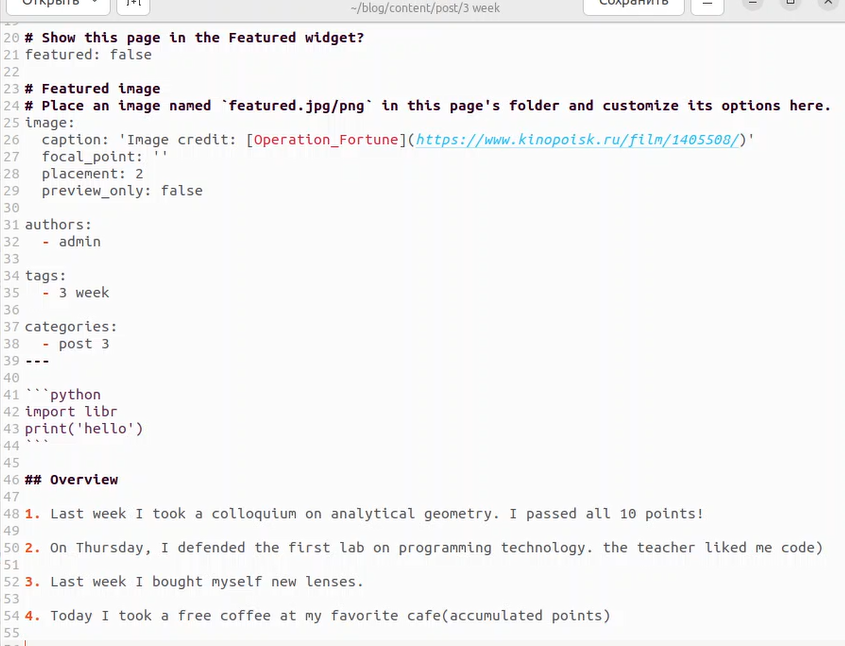 Открыть
~/blog/content/post/3 week
Сохранить
20 # Show this page in the Featured widget?
21 featured: false
22
23 # Featured image
24 # Place an image named `featured.jpg/png` in this page's folder and customize its options here.
25 image:
26   caption: 'Image credit: [Operation_Fortune](https://www.kinopoisk.ru/film/1405508/)'
27   focal_point: ''
28   placement: 2
29   preview_only: false
30
31 authors:
32   - admin
33
34 tags:
35   - 3 week
36
37 categories:
38   - post 3
39 ---
40
41 ```python
42 import libr
43 print('hello')
44 ```
45
46 ## Overview
47
48 1. Last week I took a colloquium on analytical geometry. I passed all 10 points!
49
50 2. On Thursday, I defended the first lab on programming technology. the teacher liked me code)
51
52 3. Last week I bought myself new lenses.
53
54 4. Today I took a free coffee at my favorite cafe(accumulated points)
55